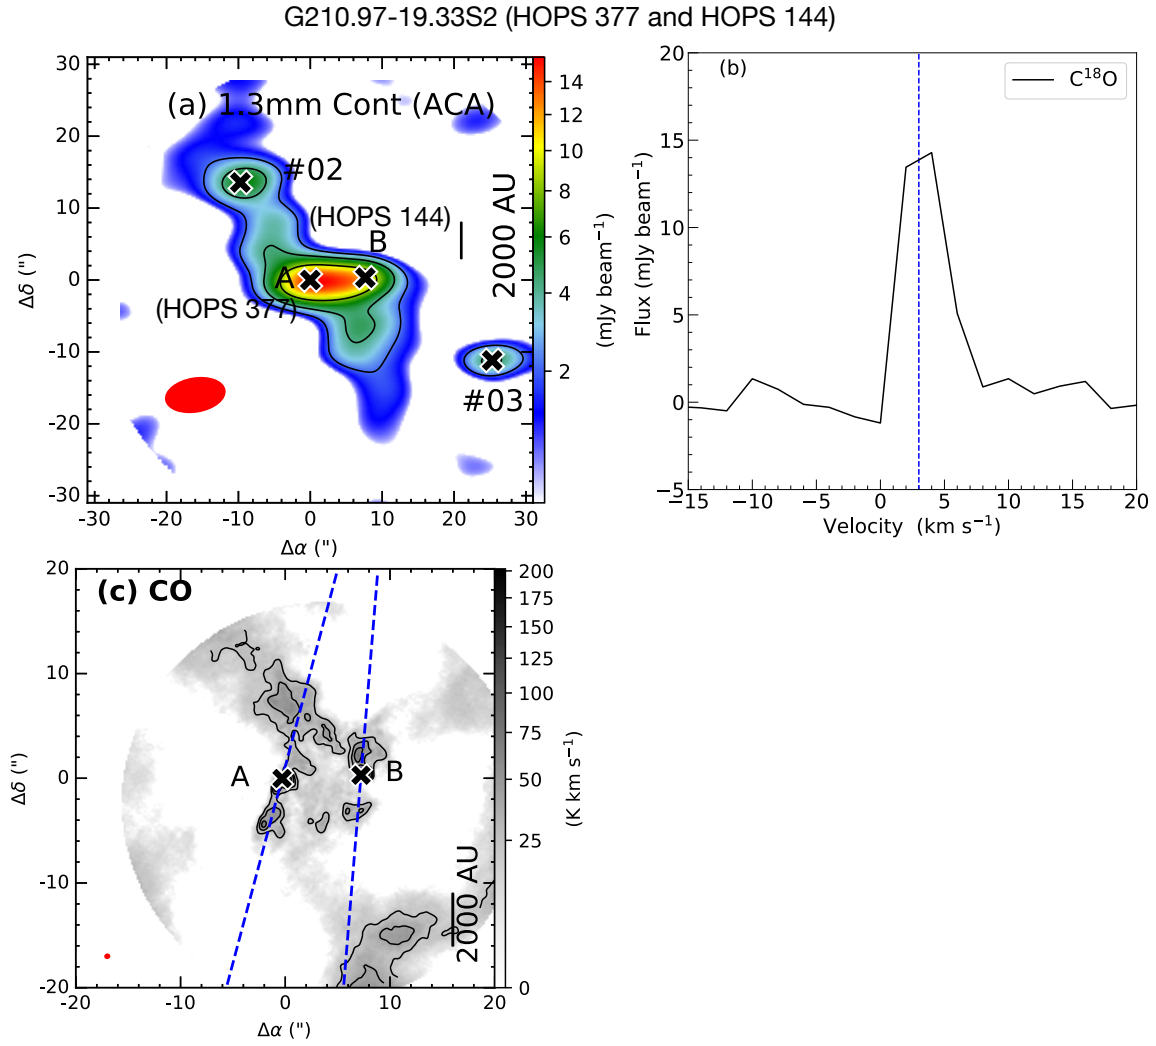 G210.97-19.33S2 (HOPS 377 and HOPS 144)
(a) 1.3mm Cont (ACA)
#02
(HOPS 144)
B
A
(HOPS 377)
#03
2000 AU
30
20
10
0
-10
-20
-30
Δδ (")
-30
-20
-10
0
10
20
30
Δα (")
14
12
10
8
6
4
2
(mJy beam⁻¹)
(b)
C¹⁸O
20
15
10
5
0
−5
Flux (mJy beam⁻¹)
−15
−10
−5
0
5
10
15
20
Velocity (km s⁻¹)
(c) CO
A
B
2000 AU
20
10
0
-10
-20
Δδ (")
-20
-10
0
10
20
Δα (")
200
175
150
125
100
75
50
25
0
(K km s⁻¹)